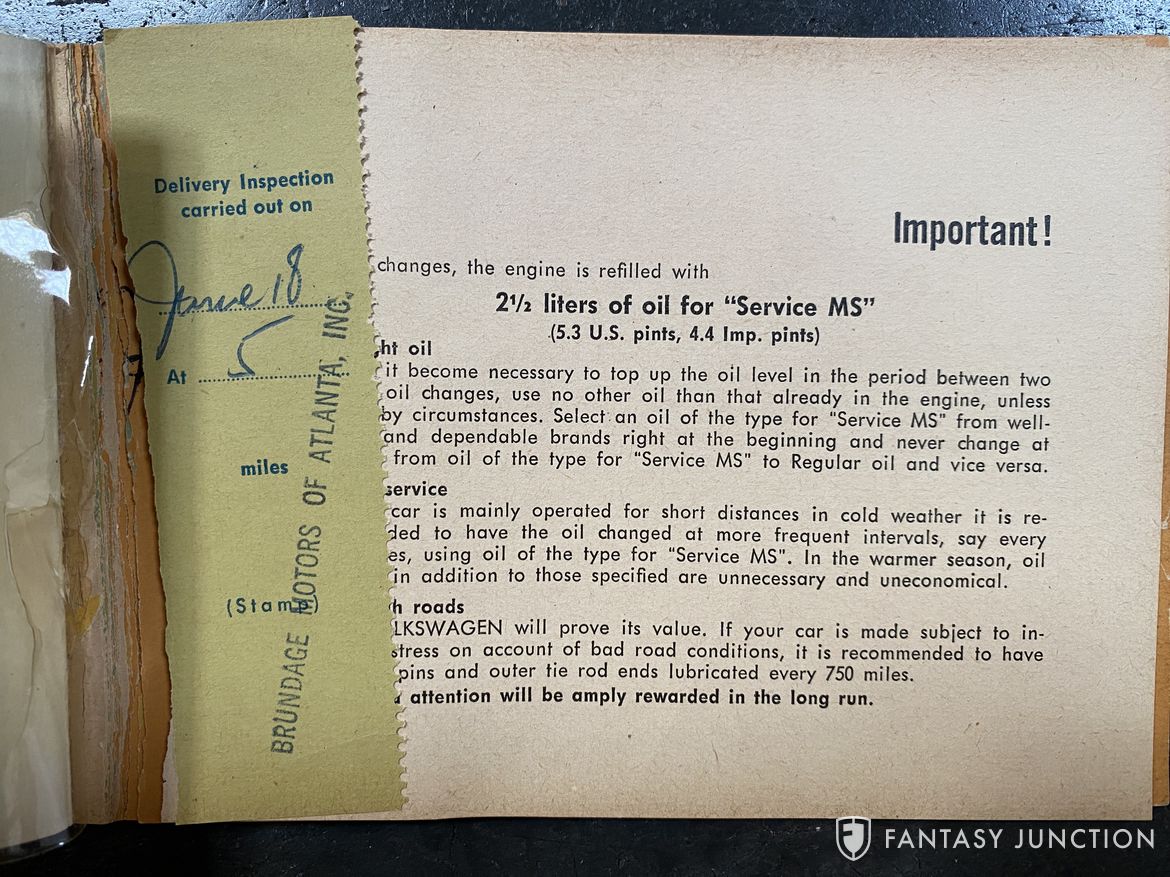 Delivery Inspection
carried out on
June 18
At 5
miles
(Stamp)
BRUNDAGE MOTORS OF ATLANTA, INC.
Important!
changes, the engine is refilled with
2½ liters of oil for “Service MS”
(5.3 U.S. pints, 4.4 Imp. pints)
ht oil
it become necessary to top up the oil level in the period between two
oil changes, use no other oil than that already in the engine, unless
by circumstances. Select an oil of the type for "Service MS" from well-
and dependable brands right at the beginning and never change at
from oil of the type for "Service MS" to Regular oil and vice versa.
service
car is mainly operated for short distances in cold weather it is re-
ded to have the oil changed at more frequent intervals, say every
es, using oil of the type for "Service MS". In the warmer season, oil
in addition to those specified are unnecessary and uneconomical.
h roads
LKSWAGEN will prove its value. If your car is made subject to in-
stress on account of bad road conditions, it is recommended to have
pins and outer tie rod ends lubricated every 750 miles.
attention will be amply rewarded in the long run.
FANTASY JUNCTION